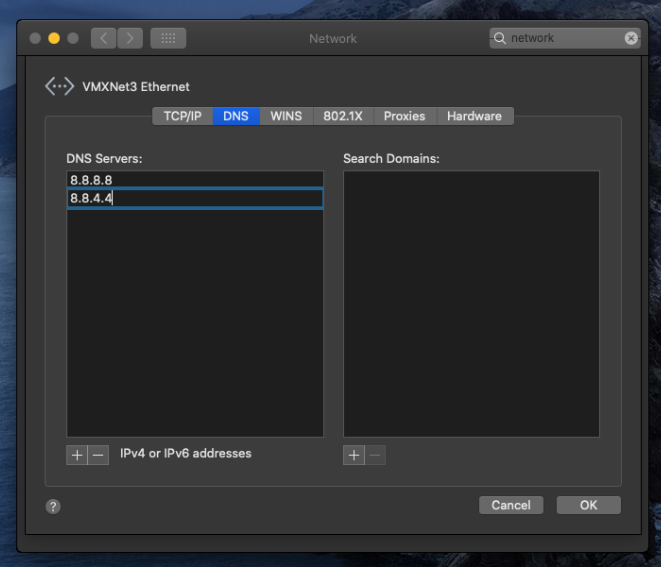 Network
network
VMXNet3 Ethernet
TCP/IP DNS WINS 802.1X Proxies Hardware
DNS Servers:
Search Domains:
8.8.8.8
8.8.4.4
+ − IPv4 or IPv6 addresses
+ −
? Cancel OK